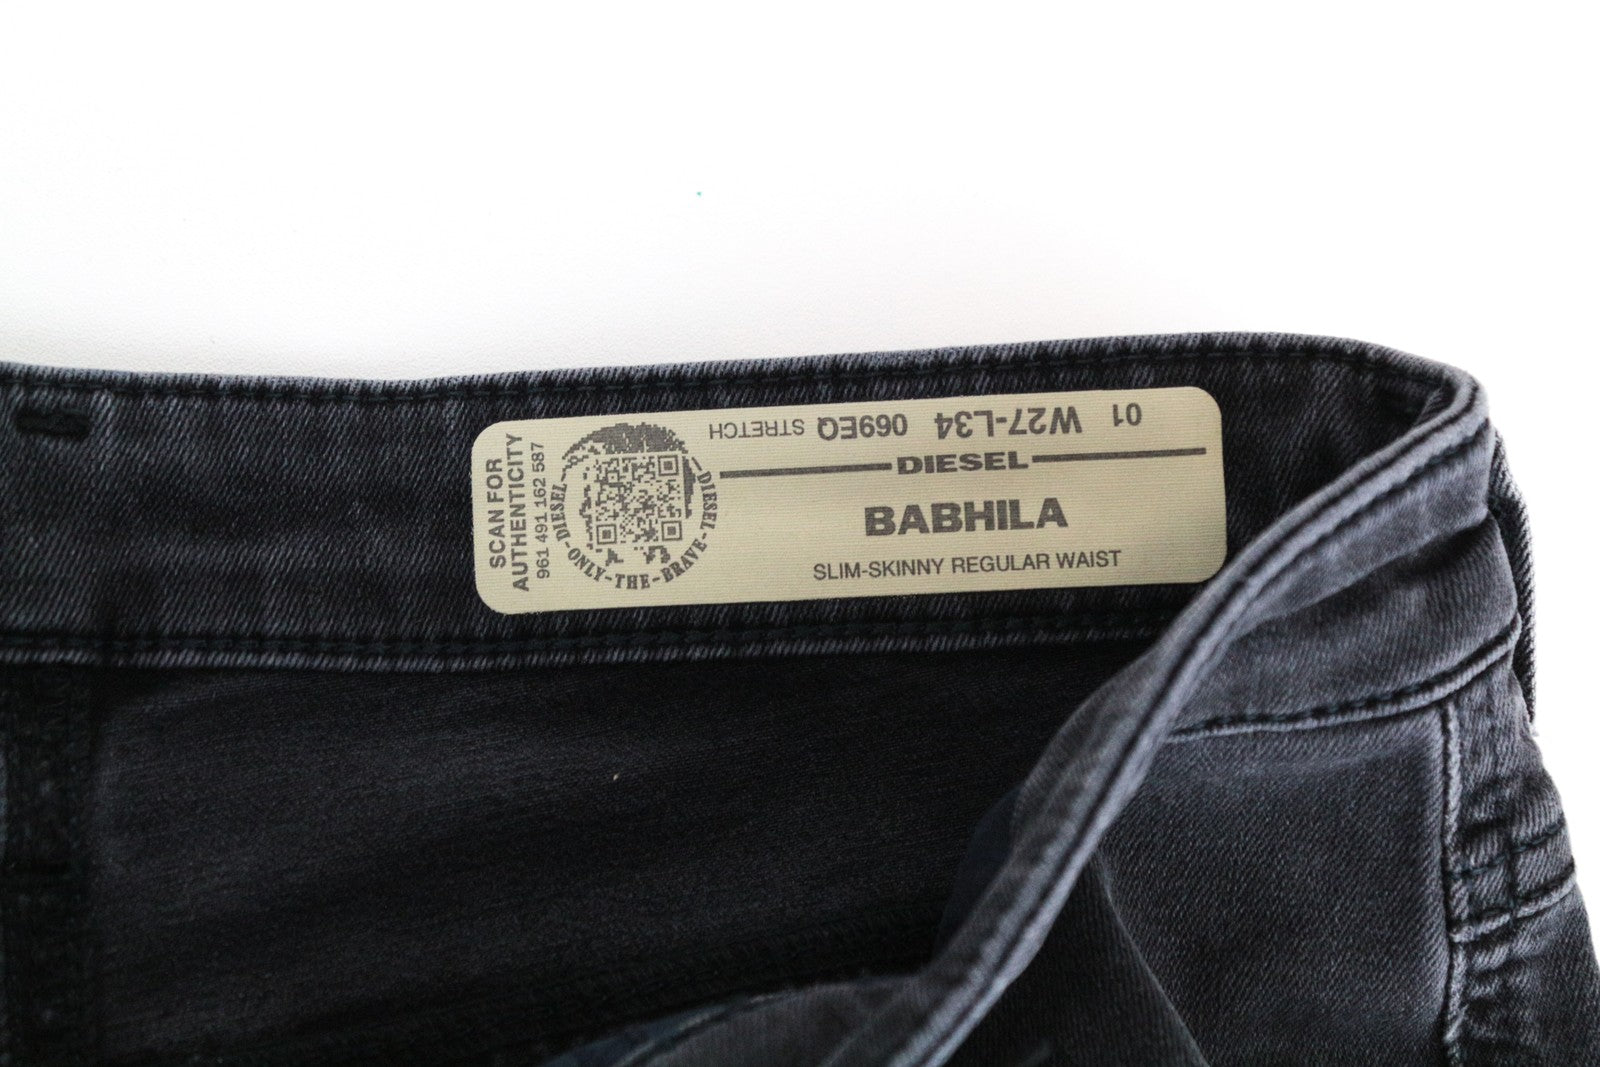 SCAN FOR
AUTHENTICITY
961 491 162 587
DIESEL-ONLY-THE-BRAVE-DIESEL
01 W27-L34 069EQ STRETCH
DIESEL
BABHILA
SLIM-SKINNY REGULAR WAIST